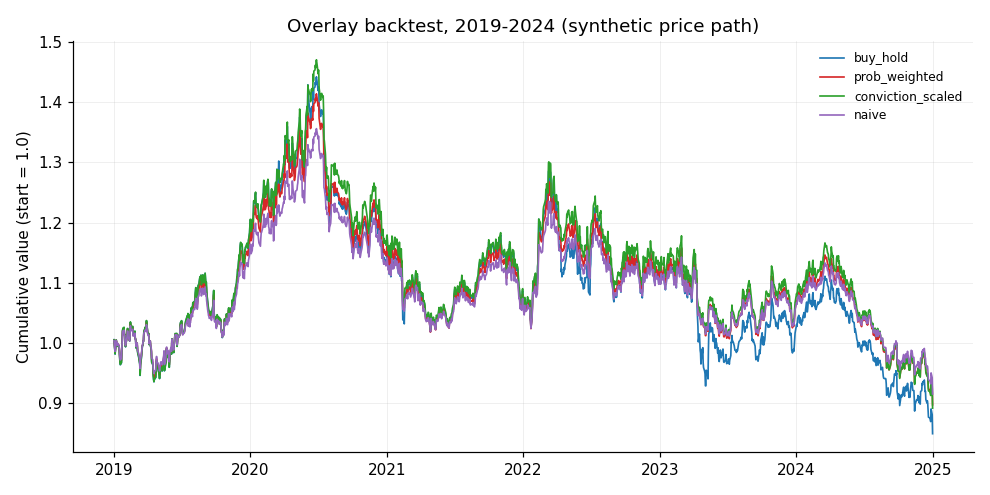 Overlay backtest, 2019-2024 (synthetic price path)
Cumulative value (start = 1.0)
1.5
1.4
1.3
1.2
1.1
1.0
0.9
buy_hold
prob_weighted
conviction_scaled
naive
2019 2020 2021 2022 2023 2024 2025